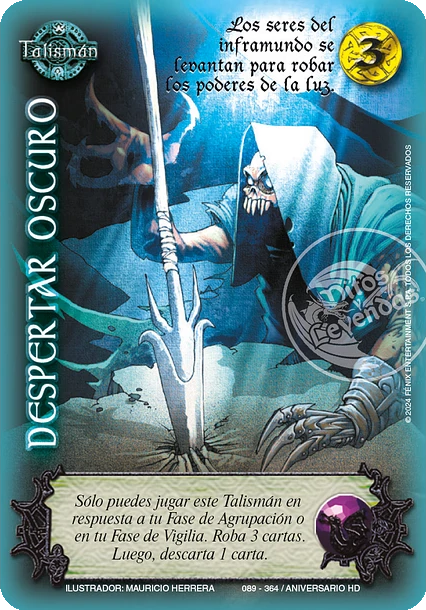 Talismán
Los seres del
inframundo se
levantan para robar
los poderes de la luz.
3
DESPERTAR OSCURO
Mitos y
Leyendas
© 2024 FÉNIX ENTERTAINMENT S.P.A. TODOS LOS DERECHOS RESERVADOS
Sólo puedes jugar este Talismán en
respuesta a tu Fase de Agrupación o
en tu Fase de Vigilia. Roba 3 cartas.
Luego, descarta 1 carta.
ILUSTRADOR: MAURICIO HERRERA 089 - 364 / ANIVERSARIO HD